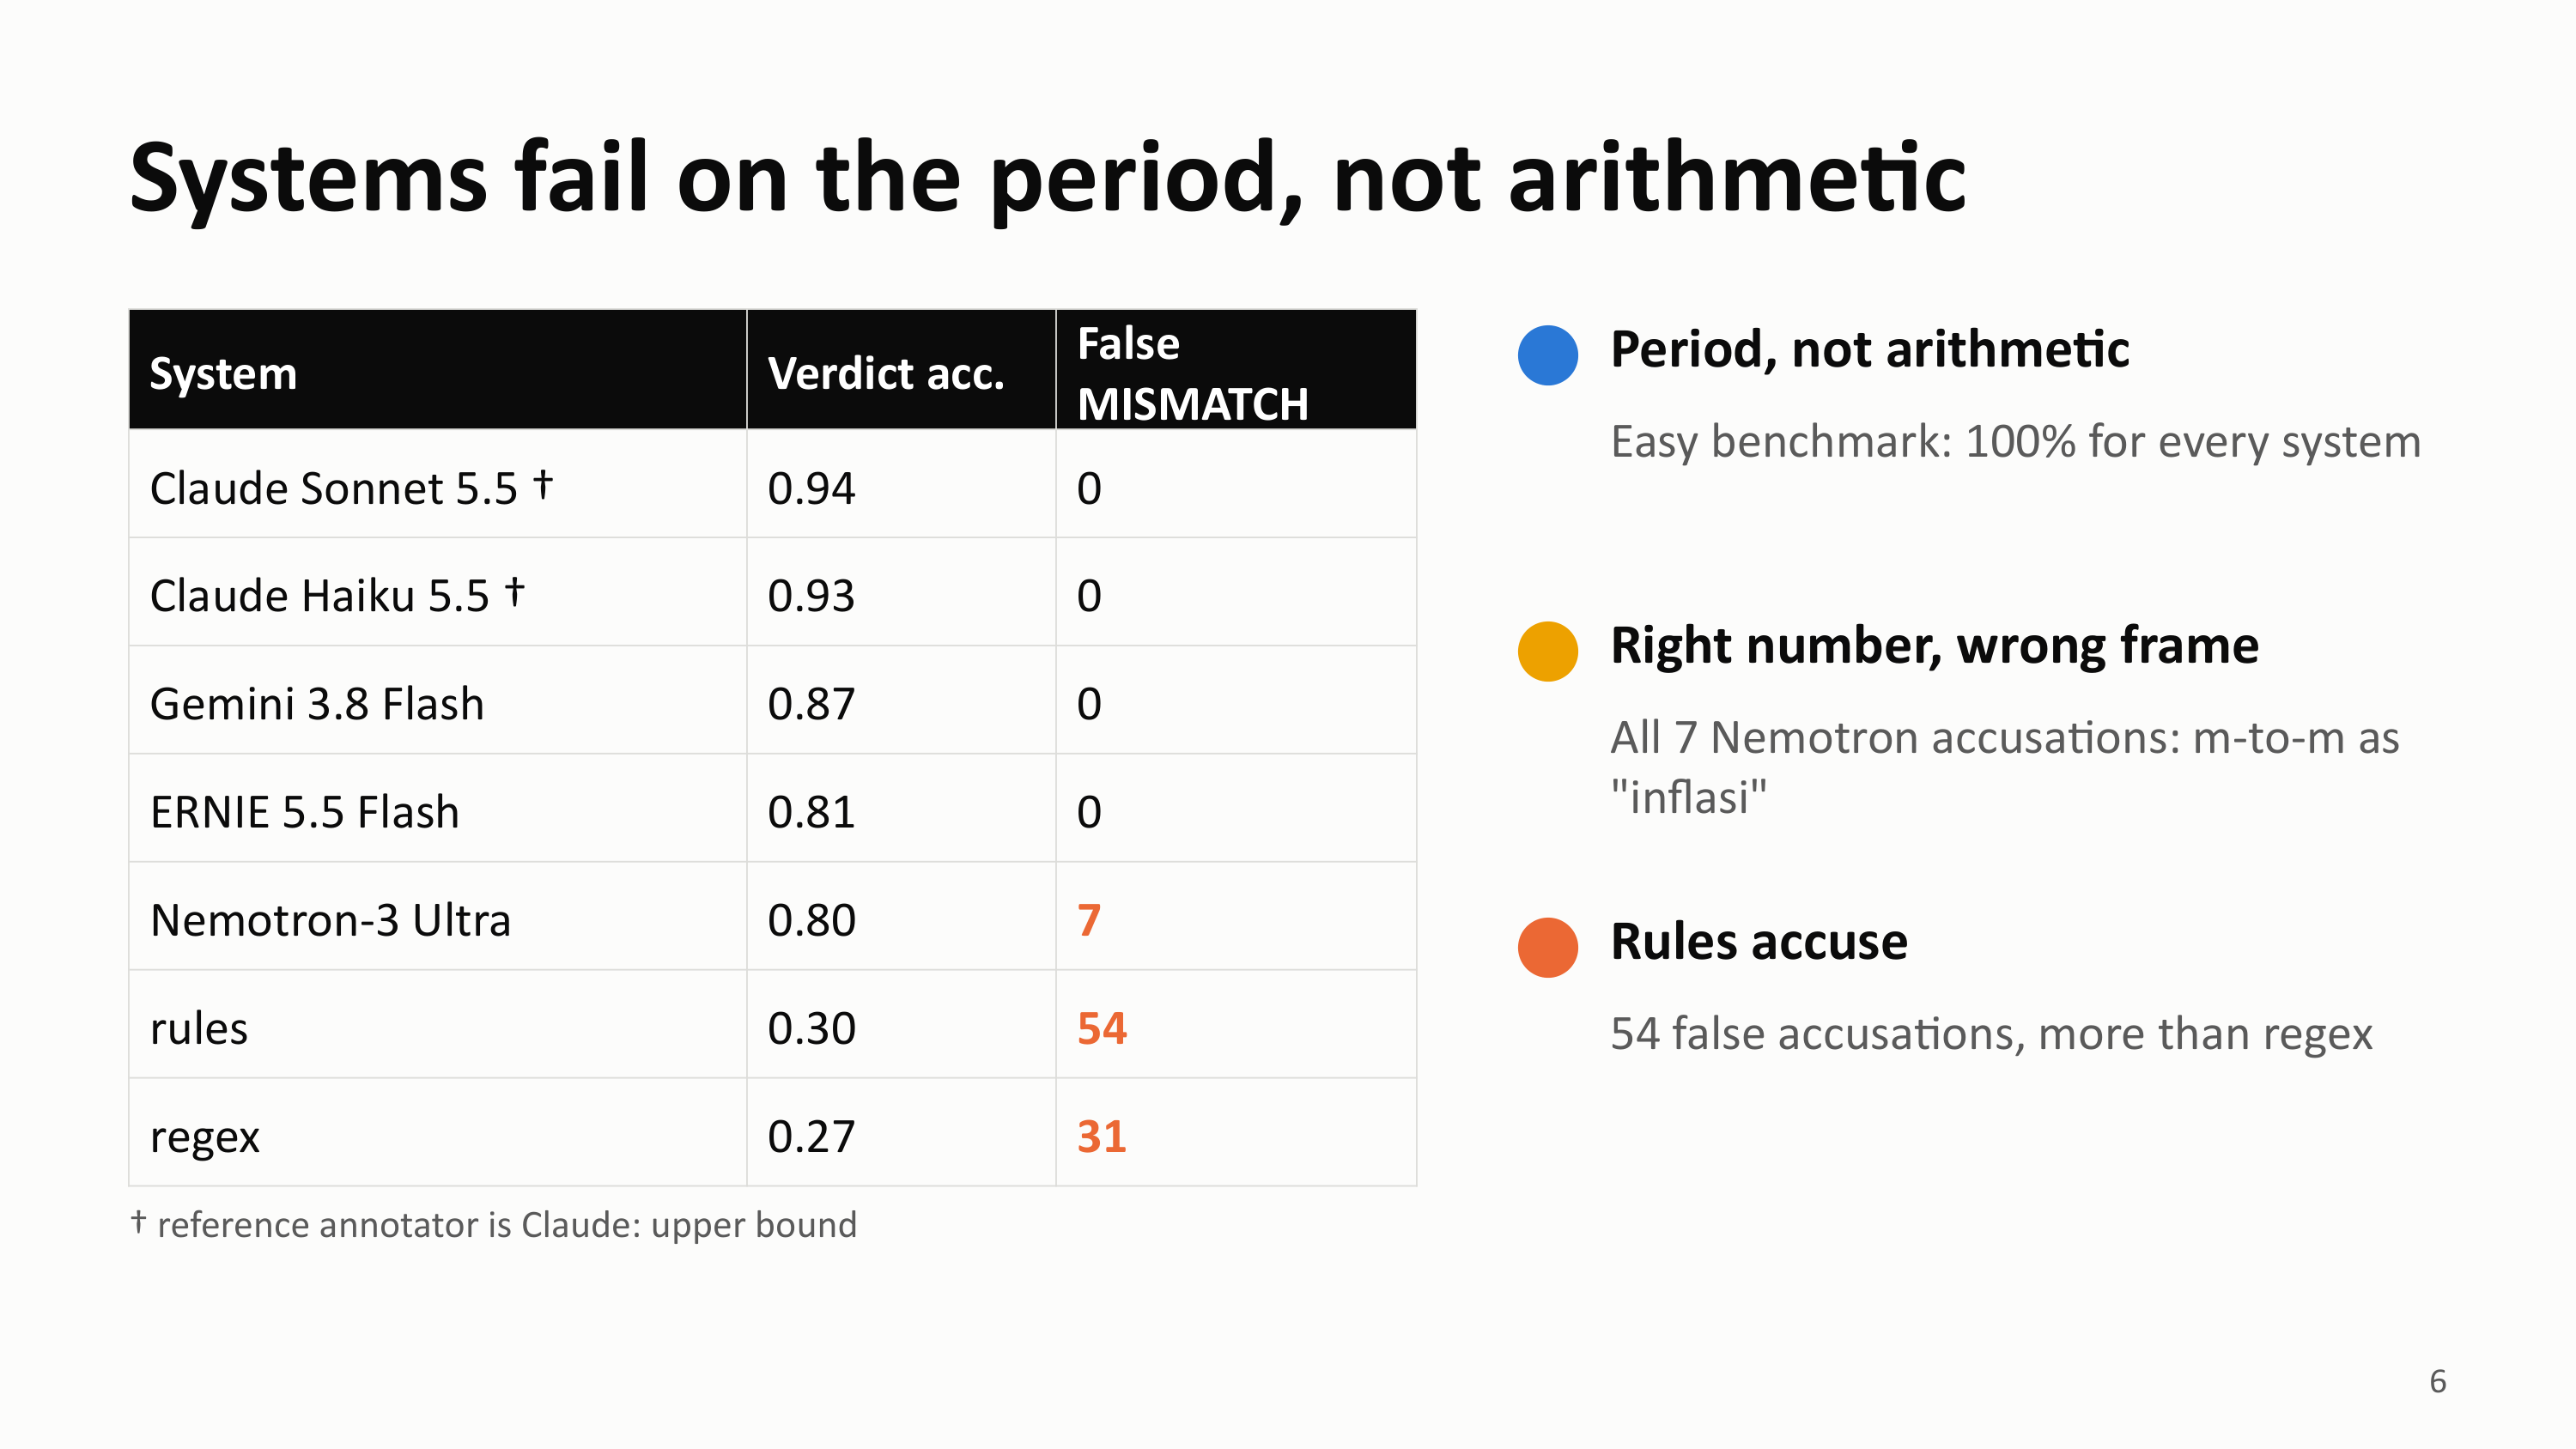 Systems fail on the period, not arithmetic
System Verdict acc. False MISMATCH
Claude Sonnet 5.5 † 0.94 0
Claude Haiku 5.5 † 0.93 0
Gemini 3.8 Flash 0.87 0
ERNIE 5.5 Flash 0.81 0
Nemotron-3 Ultra 0.80 7
rules 0.30 54
regex 0.27 31
† reference annotator is Claude: upper bound
Period, not arithmetic
Easy benchmark: 100% for every system
Right number, wrong frame
All 7 Nemotron accusations: m-to-m as
"inflasi"
Rules accuse
54 false accusations, more than regex
6